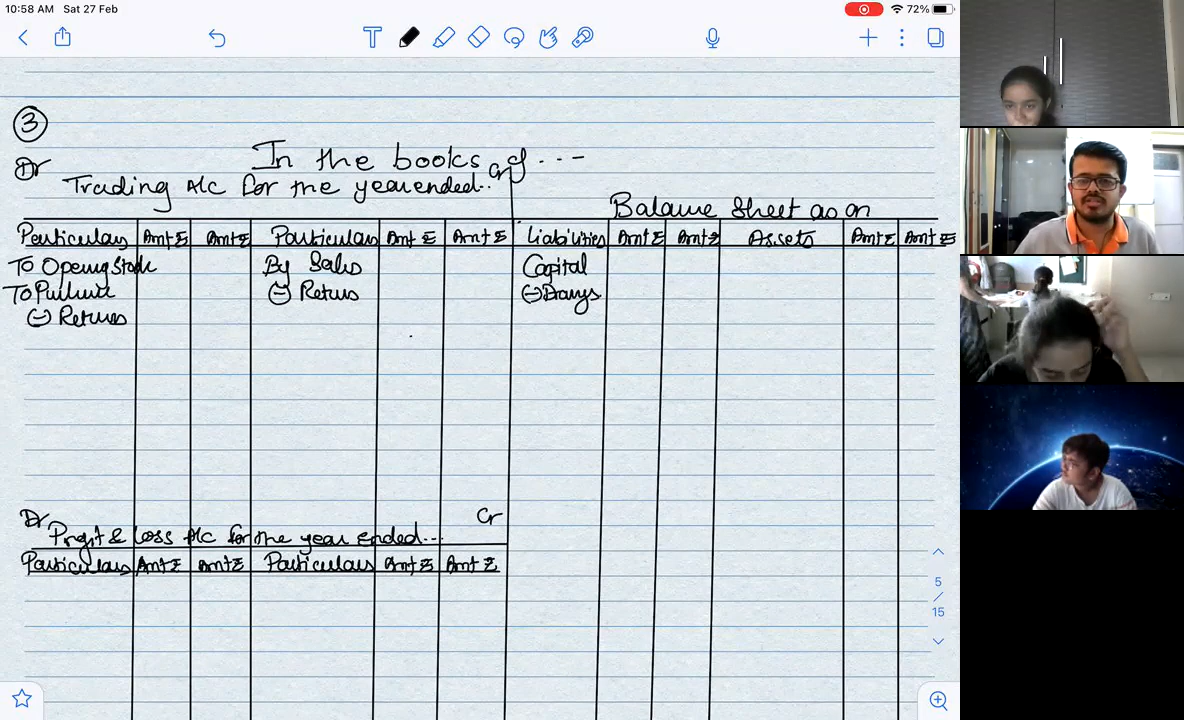 10:58 AM Sat 27 Feb
72%
3
Dr
In the books of ...
Trading A/c for the year ended.. Cr
Balance Sheet as on
Particulars Amt ₹ Amt ₹ Particulars Amt ₹ Amt ₹ Liabilities Amt ₹ Amt ₹ Assets Amt ₹ Amt ₹
To Opening Stock By Sales Capital
To Purchase (-) Returns (-) Drawings
(-) Returns
Dr Cr
Profit & Loss A/c for the year ended...
Particulars Amt ₹ Amt ₹ Particulars Amt ₹ Amt ₹
5
/
15